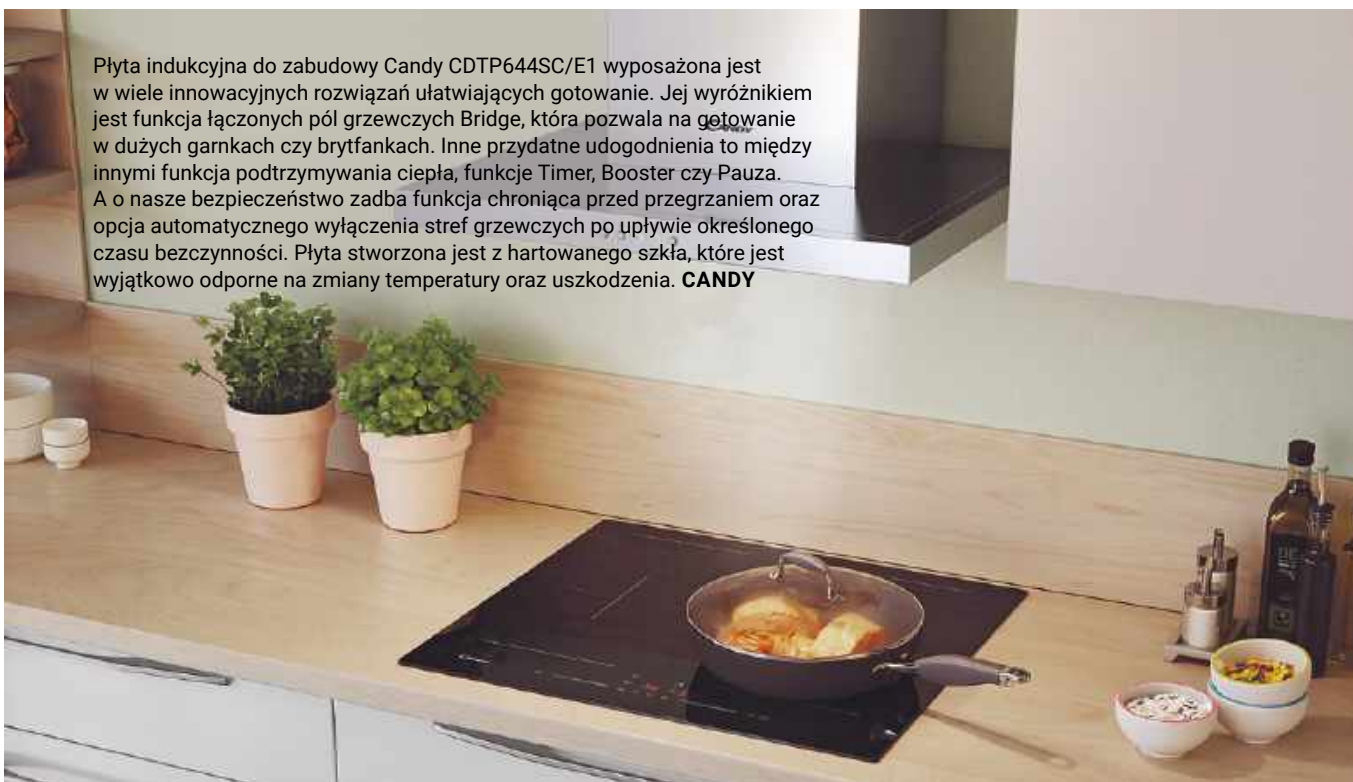 Płyta indukcyjna do zabudowy Candy CDTP644SC/E1 wyposażona jest
w wiele innowacyjnych rozwiązań ułatwiających gotowanie. Jej wyróżnikiem
jest funkcja łączonych pól grzewczych Bridge, która pozwala na gotowanie
w dużych garnkach czy brytfankach. Inne przydatne udogodnienia to między
innymi funkcja podtrzymywania ciepła, funkcje Timer, Booster czy Pauza.
A o nasze bezpieczeństwo zadba funkcja chroniąca przed przegrzaniem oraz
opcja automatycznego wyłączenia stref grzewczych po upływie określonego
czasu bezczynności. Płyta stworzona jest z hartowanego szkła, które jest
wyjątkowo odporne na zmiany temperatury oraz uszkodzenia. CANDY